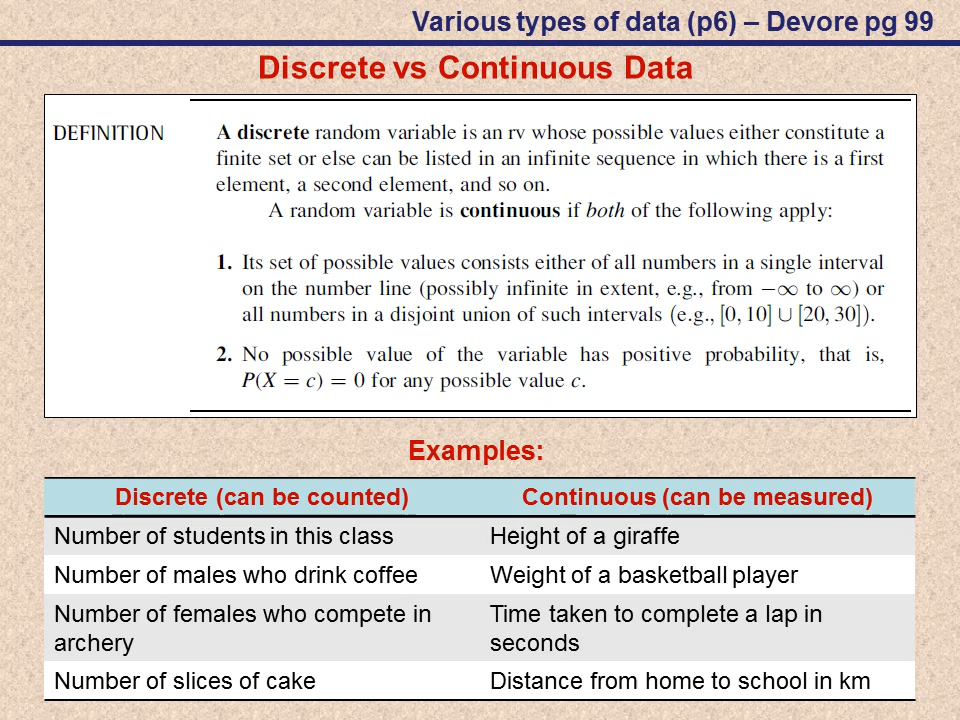 Various types of data (p6) – Devore pg 99
Discrete vs Continuous Data
DEFINITION
A discrete random variable is an rv whose possible values either constitute a
finite set or else can be listed in an infinite sequence in which there is a first
element, a second element, and so on.
A random variable is continuous if both of the following apply:
1. Its set of possible values consists either of all numbers in a single interval
on the number line (possibly infinite in extent, e.g., from −∞ to ∞) or
all numbers in a disjoint union of such intervals (e.g., [0, 10] ∪ [20, 30]).
2. No possible value of the variable has positive probability, that is,
P(X = c) = 0 for any possible value c.
Examples:
Discrete (can be counted) Continuous (can be measured)
Number of students in this class Height of a giraffe
Number of males who drink coffee Weight of a basketball player
Number of females who compete in Time taken to complete a lap in
archery seconds
Number of slices of cake Distance from home to school in km